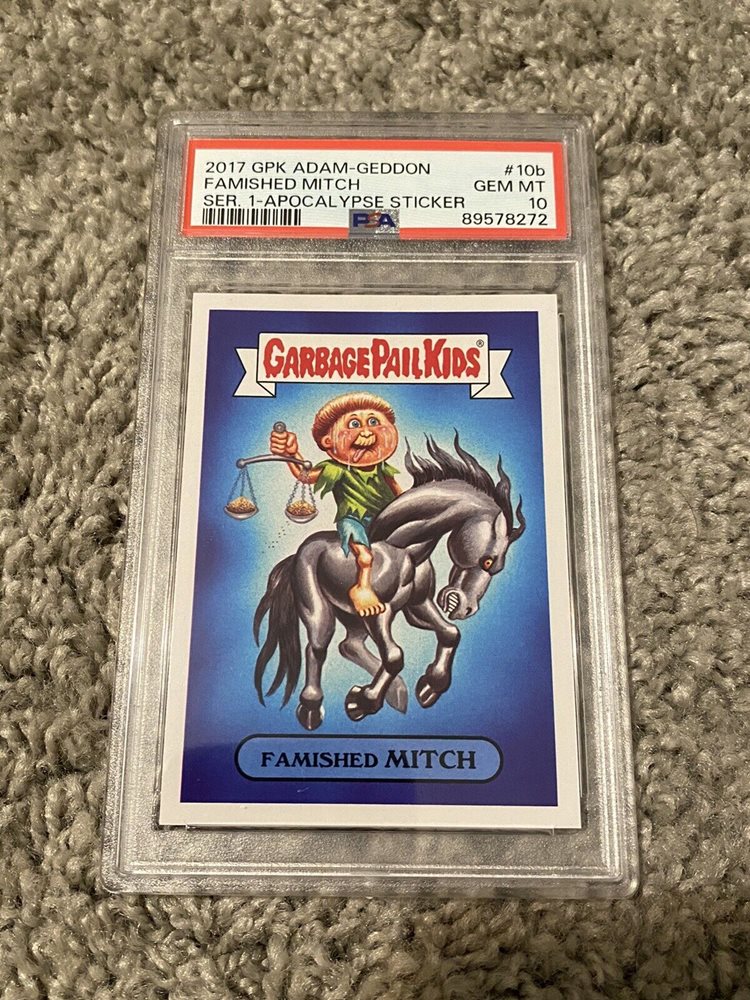 2017 GPK ADAM-GEDDON #10b
FAMISHED MITCH GEM MT
SER. 1-APOCALYPSE STICKER 10
PSA 89578272
GARBAGE PAIL KIDS®
FAMISHED MITCH